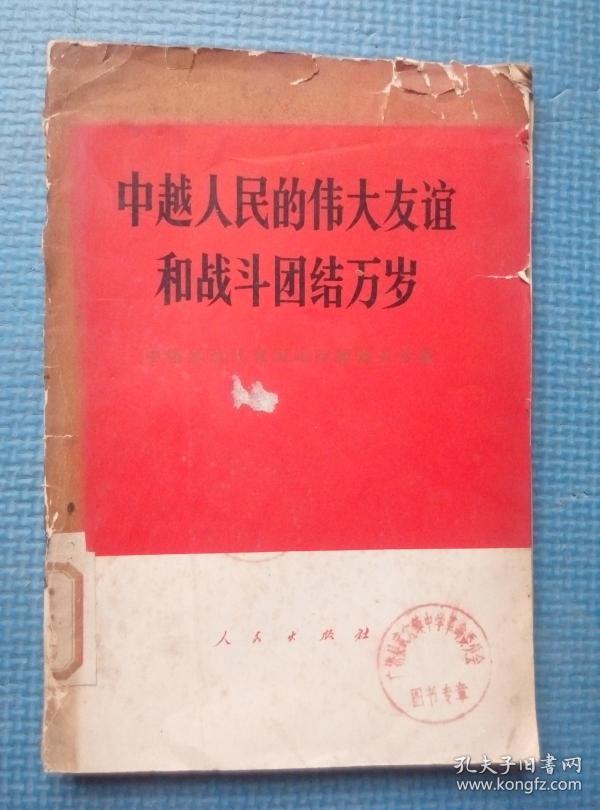 中越人民的伟大友谊
和战斗团结万岁
人民出版社
图书专章
孔夫子旧书网
kongfz.com